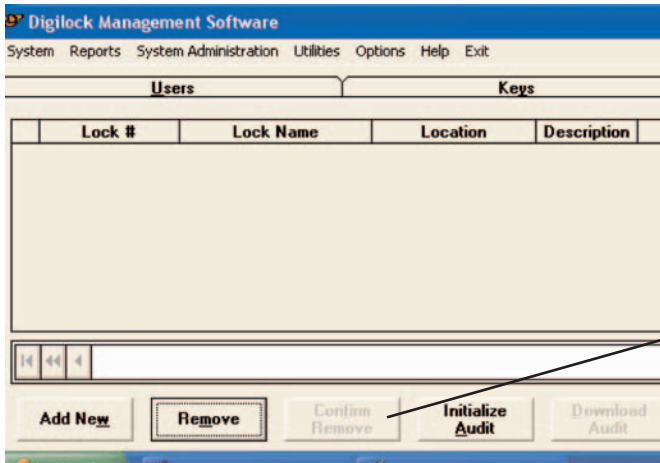 Digilock Management Software
System Reports System Administration Utilities Options Help Exit
Users Keys
Lock # Lock Name Location Description
Add New Remove Confirm Remove Initialize Audit Download Audit